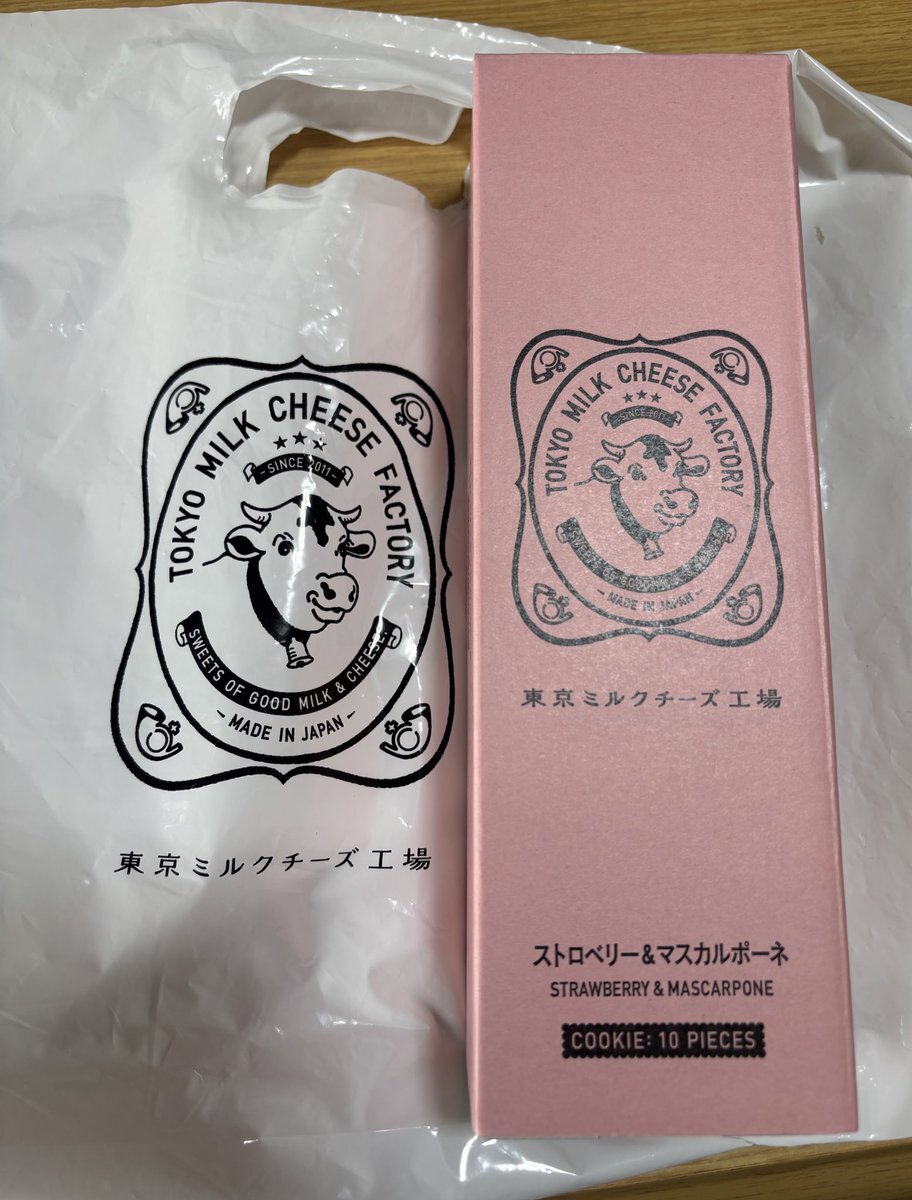 TOKYO MILK CHEESE FACTORY
-SINCE 2011-
SWEETS OF GOOD MILK & CHEESE
- MADE IN JAPAN -
東京ミルクチーズ工場
TOKYO MILK CHEESE FACTORY
-SINCE 2011-
OF GOOD MILK &
- MADE IN JAPAN -
東京ミルクチーズ工場
ストロベリー&マスカルポーネ
STRAWBERRY & MASCARPONE
COOKIE: 10 PIECES